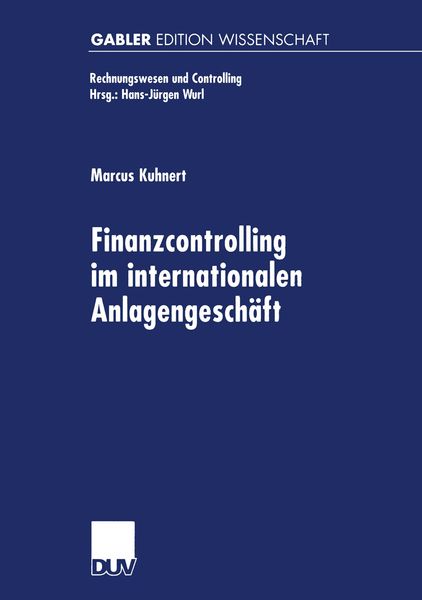 GABLER EDITION WISSENSCHAFT
Rechnungswesen und Controlling
Hrsg.: Hans-Jürgen Wurl
Marcus Kuhnert
Finanzcontrolling
im internationalen
Anlagengeschäft
DUV